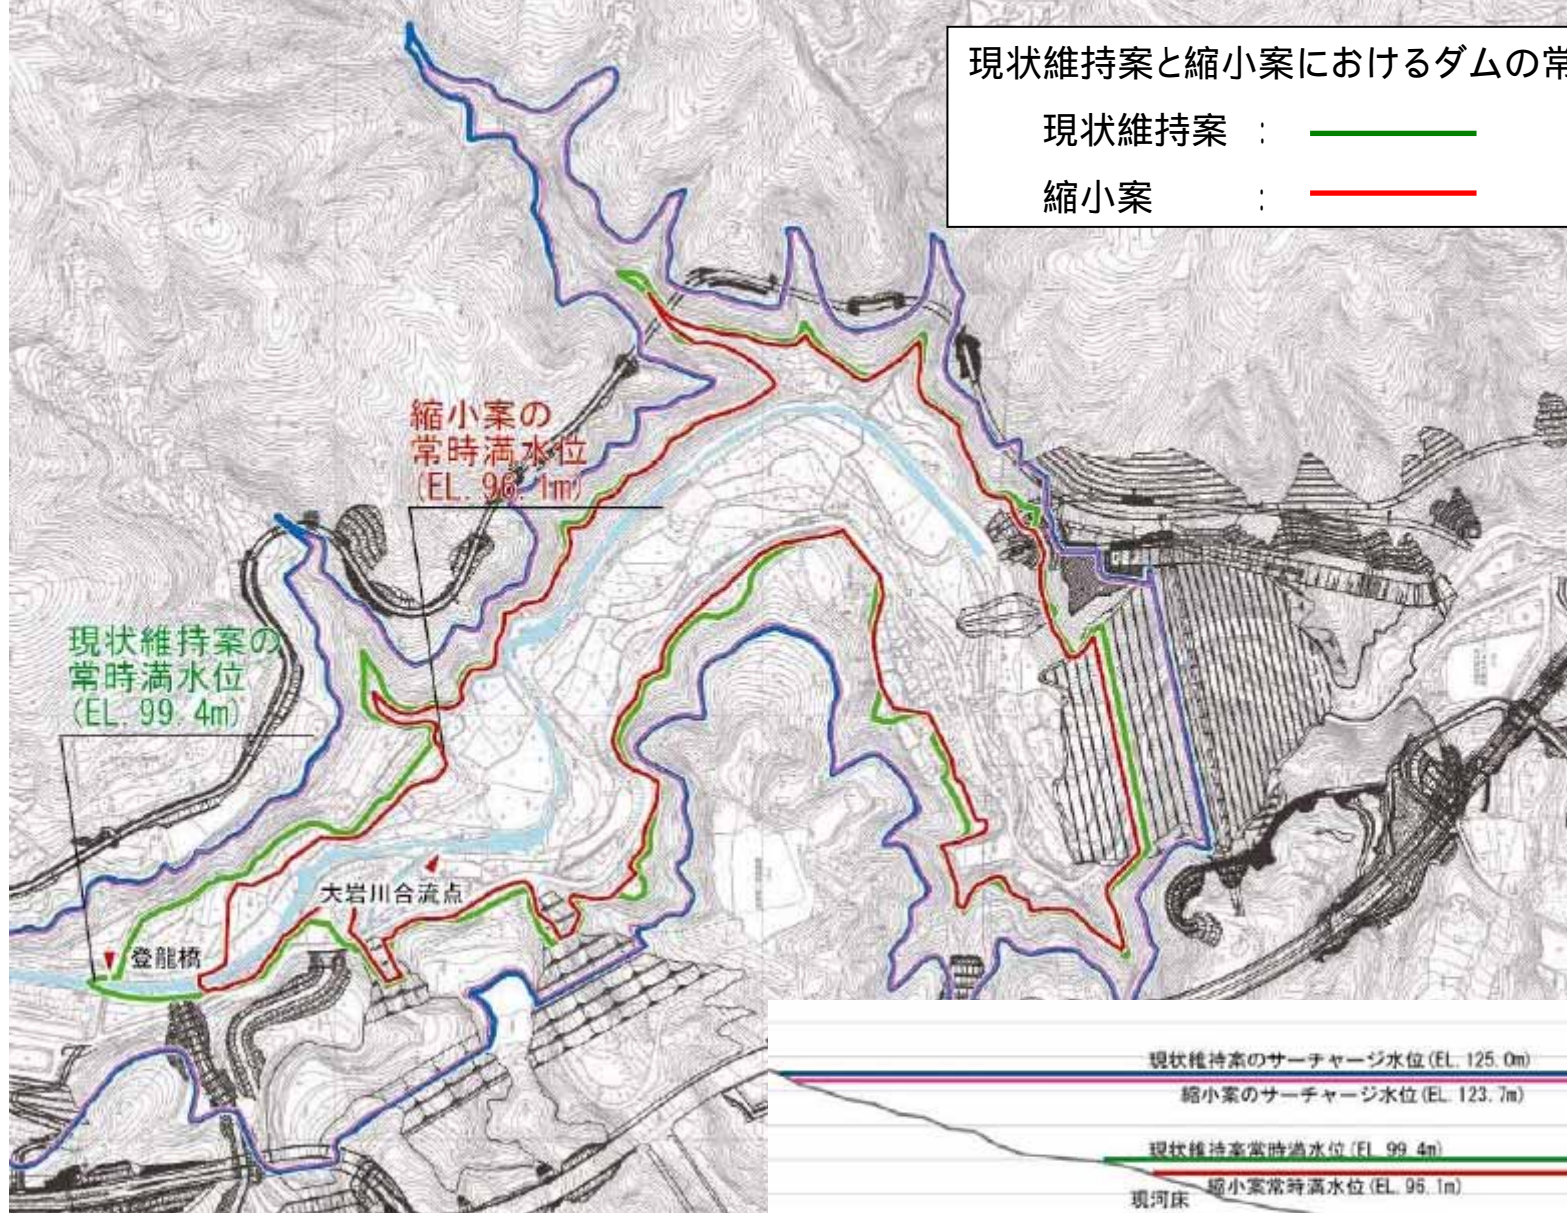 現状維持案と縮小案におけるダムの常
現状維持案 :
縮小案 :
縮小案の
常時満水位
(EL. 96.1m)
現状維持案の
常時満水位
(EL. 99.4m)
大岩川合流点
登龍橋
現状維持案のサーチャージ水位(EL. 125.0m)
縮小案のサーチャージ水位(EL. 123.7m)
現状維持案常時満水位(EL. 99.4m)
縮小案常時満水位(EL. 96.1m)
現河床